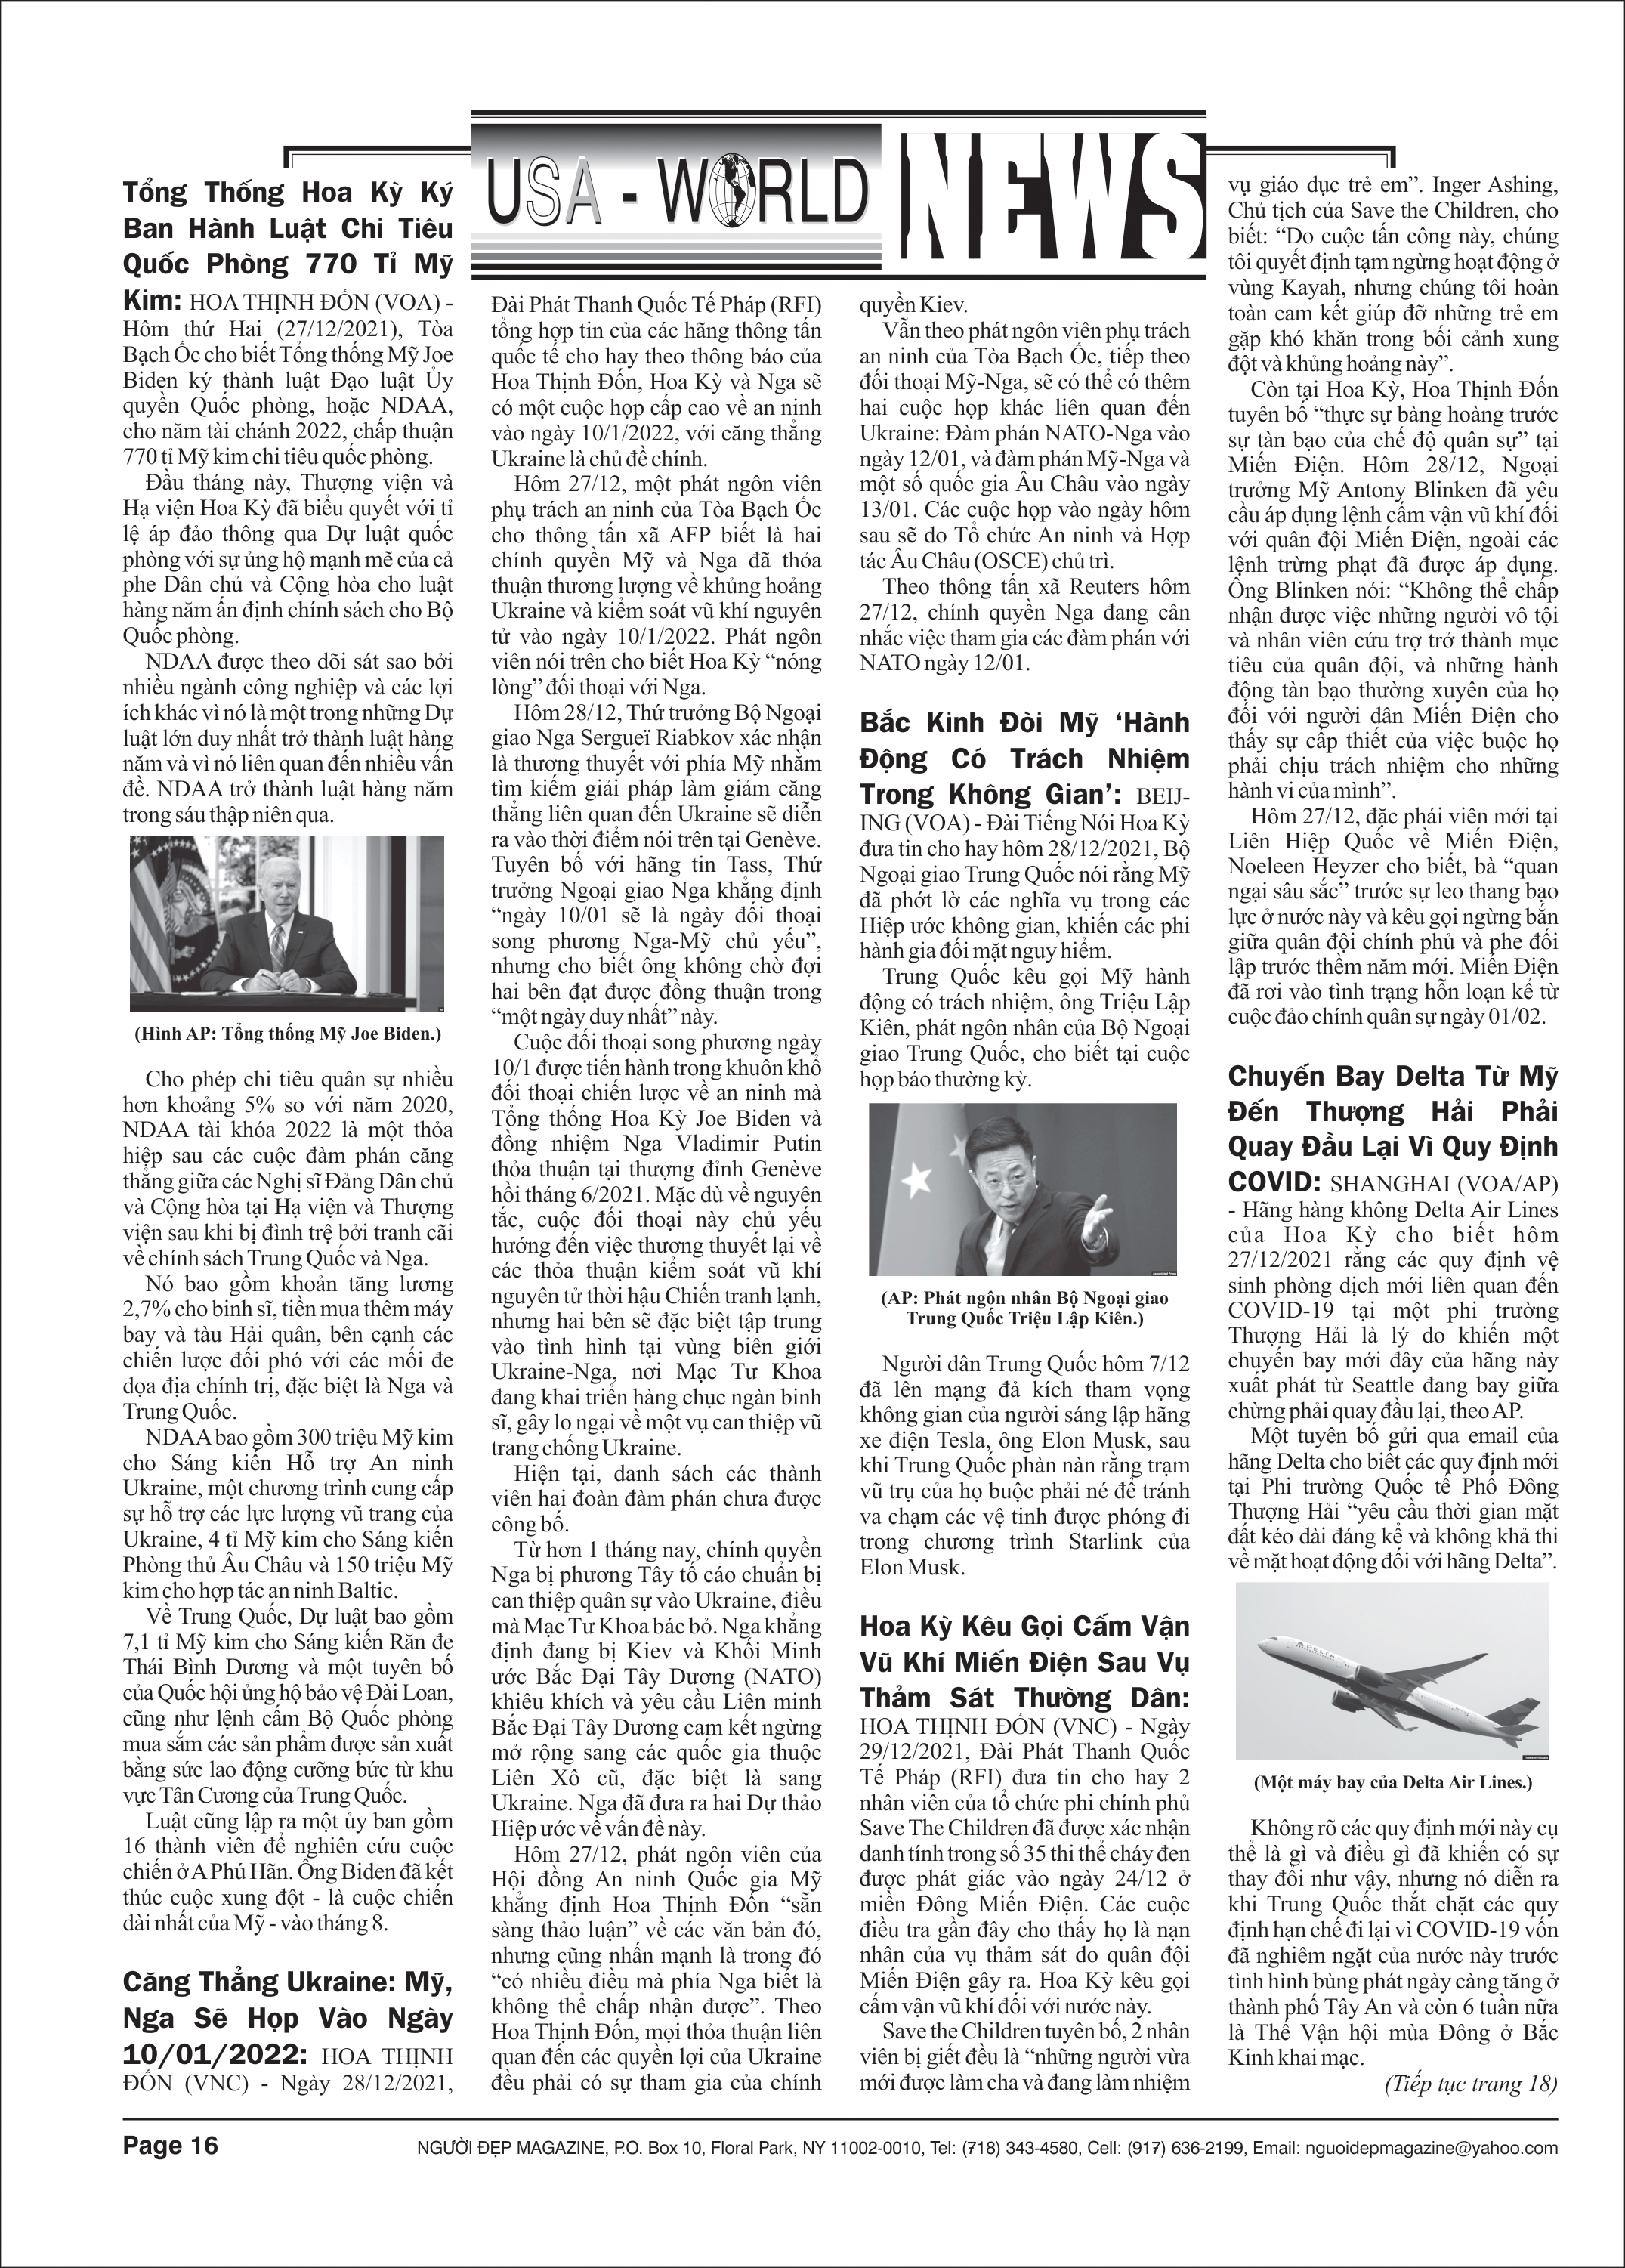 USA - WORLD NEWS
Tổng Thống Hoa Kỳ Ký
Ban Hành Luật Chi Tiêu
Quốc Phòng 770 Tỉ Mỹ
Kim: HOA THỊNH ĐỐN (VOA) -
Hôm thứ Hai (27/12/2021), Tòa
Bạch Ốc cho biết Tổng thống Mỹ Joe
Biden ký thành luật Đạo luật Ủy
quyền Quốc phòng, hoặc NDAA,
cho năm tài chánh 2022, chấp thuận
770 tỉ Mỹ kim chi tiêu quốc phòng.
Đầu tháng này, Thượng viện và
Hạ viện Hoa Kỳ đã biểu quyết với tỉ
lệ áp đảo thông qua Dự luật quốc
phòng với sự ủng hộ mạnh mẽ của cả
phe Dân chủ và Cộng hòa cho luật
hàng năm ấn định chính sách cho Bộ
Quốc phòng.
NDAA được theo dõi sát sao bởi
nhiều ngành công nghiệp và các lợi
ích khác vì nó là một trong những Dự
luật lớn duy nhất trở thành luật hàng
năm và vì nó liên quan đến nhiều vấn
đề. NDAA trở thành luật hàng năm
trong sáu thập niên qua.
(Hình AP: Tổng thống Mỹ Joe Biden.)
Cho phép chi tiêu quân sự nhiều
hơn khoảng 5% so với năm 2020,
NDAA tài khóa 2022 là một thỏa
hiệp sau các cuộc đàm phán căng
thẳng giữa các Nghị sĩ Đảng Dân chủ
và Cộng hòa tại Hạ viện và Thượng
viện sau khi bị đình trệ bởi tranh cãi
về chính sách Trung Quốc và Nga.
Nó bao gồm khoản tăng lương
2,7% cho binh sĩ, tiền mua thêm máy
bay và tàu Hải quân, bên cạnh các
chiến lược đối phó với các mối đe
dọa địa chính trị, đặc biệt là Nga và
Trung Quốc.
NDAA bao gồm 300 triệu Mỹ kim
cho Sáng kiến Hỗ trợ An ninh
Ukraine, một chương trình cung cấp
sự hỗ trợ các lực lượng vũ trang của
Ukraine, 4 tỉ Mỹ kim cho Sáng kiến
Phòng thủ Âu Châu và 150 triệu Mỹ
kim cho hợp tác an ninh Baltic.
Về Trung Quốc, Dự luật bao gồm
7,1 tỉ Mỹ kim cho Sáng kiến Răn đe
Thái Bình Dương và một tuyên bố
của Quốc hội ủng hộ bảo vệ Đài Loan,
cũng như lệnh cấm Bộ Quốc phòng
mua sắm các sản phẩm được sản xuất
bằng sức lao động cưỡng bức từ khu
vực Tân Cương của Trung Quốc.
Luật cũng lập ra một ủy ban gồm
16 thành viên để nghiên cứu cuộc
chiến ở A Phú Hãn. Ông Biden đã kết
thúc cuộc xung đột - là cuộc chiến
dài nhất của Mỹ - vào tháng 8.
Căng Thẳng Ukraine: Mỹ,
Nga Sẽ Họp Vào Ngày
10/01/2022: HOA THỊNH
ĐỐN (VNC) - Ngày 28/12/2021,
Đài Phát Thanh Quốc Tế Pháp (RFI)
tổng hợp tin của các hãng thông tấn
quốc tế cho hay theo thông báo của
Hoa Thịnh Đốn, Hoa Kỳ và Nga sẽ
có một cuộc họp cấp cao về an ninh
vào ngày 10/1/2022, với căng thẳng
Ukraine là chủ đề chính.
Hôm 27/12, một phát ngôn viên
phụ trách an ninh của Tòa Bạch Ốc
cho thông tấn xã AFP biết là hai
chính quyền Mỹ và Nga đã thỏa
thuận thương lượng về khủng hoảng
Ukraine và kiểm soát vũ khí nguyên
tử vào ngày 10/1/2022. Phát ngôn
viên nói trên cho biết Hoa Kỳ “nóng
lòng” đối thoại với Nga.
Hôm 28/12, Thứ trưởng Bộ Ngoại
giao Nga Sergueï Riabkov xác nhận
là thương thuyết với phía Mỹ nhằm
tìm kiếm giải pháp làm giảm căng
thẳng liên quan đến Ukraine sẽ diễn
ra vào thời điểm nói trên tại Genève.
Tuyên bố với hãng tin Tass, Thứ
trưởng Ngoại giao Nga khẳng định
“ngày 10/01 sẽ là ngày đối thoại
song phương Nga-Mỹ chủ yếu”,
nhưng cho biết ông không chờ đợi
hai bên đạt được đồng thuận trong
“một ngày duy nhất” này.
Cuộc đối thoại song phương ngày
10/1 được tiến hành trong khuôn khổ
đối thoại chiến lược về an ninh mà
Tổng thống Hoa Kỳ Joe Biden và
đồng nhiệm Nga Vladimir Putin
thỏa thuận tại thượng đỉnh Genève
hồi tháng 6/2021. Mặc dù về nguyên
tắc, cuộc đối thoại này chủ yếu
hướng đến việc thương thuyết lại về
các thỏa thuận kiểm soát vũ khí
nguyên tử thời hậu Chiến tranh lạnh,
nhưng hai bên sẽ đặc biệt tập trung
vào tình hình tại vùng biên giới
Ukraine-Nga, nơi Mạc Tư Khoa
đang khai triển hàng chục ngàn binh
sĩ, gây lo ngại về một vụ can thiệp vũ
trang chống Ukraine.
Hiện tại, danh sách các thành
viên hai đoàn đàm phán chưa được
công bố.
Từ hơn 1 tháng nay, chính quyền
Nga bị phương Tây tố cáo chuẩn bị
can thiệp quân sự vào Ukraine, điều
mà Mạc Tư Khoa bác bỏ. Nga khẳng
định đang bị Kiev và Khối Minh
ước Bắc Đại Tây Dương (NATO)
khiêu khích và yêu cầu Liên minh
Bắc Đại Tây Dương cam kết ngừng
mở rộng sang các quốc gia thuộc
Liên Xô cũ, đặc biệt là sang
Ukraine. Nga đã đưa ra hai Dự thảo
Hiệp ước về vấn đề này.
Hôm 27/12, phát ngôn viên của
Hội đồng An ninh Quốc gia Mỹ
khẳng định Hoa Thịnh Đốn “sẵn
sàng thảo luận” về các văn bản đó,
nhưng cũng nhấn mạnh là trong đó
“có nhiều điều mà phía Nga biết là
không thể chấp nhận được”. Theo
Hoa Thịnh Đốn, mọi thỏa thuận liên
quan đến các quyền lợi của Ukraine
đều phải có sự tham gia của chính
quyền Kiev.
Vẫn theo phát ngôn viên phụ trách
an ninh của Tòa Bạch Ốc, tiếp theo
đối thoại Mỹ-Nga, sẽ có thể có thêm
hai cuộc họp khác liên quan đến
Ukraine: Đàm phán NATO-Nga vào
ngày 12/01, và đàm phán Mỹ-Nga và
một số quốc gia Âu Châu vào ngày
13/01. Các cuộc họp vào ngày hôm
sau sẽ do Tổ chức An ninh và Hợp
tác Âu Châu (OSCE) chủ trì.
Theo thông tấn xã Reuters hôm
27/12, chính quyền Nga đang cân
nhắc việc tham gia các đàm phán với
NATO ngày 12/01.
Bắc Kinh Đòi Mỹ ‘Hành
Động Có Trách Nhiệm
Trong Không Gian’: BEIJ-
ING (VOA) - Đài Tiếng Nói Hoa Kỳ
đưa tin cho hay hôm 28/12/2021, Bộ
Ngoại giao Trung Quốc nói rằng Mỹ
đã phớt lờ các nghĩa vụ trong các
Hiệp ước không gian, khiến các phi
hành gia đối mặt nguy hiểm.
Trung Quốc kêu gọi Mỹ hành
động có trách nhiệm, ông Triệu Lập
Kiên, phát ngôn nhân của Bộ Ngoại
giao Trung Quốc, cho biết tại cuộc
họp báo thường kỳ.
(AP: Phát ngôn nhân Bộ Ngoại giao
Trung Quốc Triệu Lập Kiên.)
Người dân Trung Quốc hôm 7/12
đã lên mạng đả kích tham vọng
không gian của người sáng lập hãng
xe điện Tesla, ông Elon Musk, sau
khi Trung Quốc phàn nàn rằng trạm
vũ trụ của họ buộc phải né để tránh
va chạm các vệ tinh được phóng đi
trong chương trình Starlink của
Elon Musk.
Hoa Kỳ Kêu Gọi Cấm Vận
Vũ Khí Miến Điện Sau Vụ
Thảm Sát Thường Dân:
HOA THỊNH ĐỐN (VNC) - Ngày
29/12/2021, Đài Phát Thanh Quốc
Tế Pháp (RFI) đưa tin cho hay 2
nhân viên của tổ chức phi chính phủ
Save The Children đã được xác nhận
danh tính trong số 35 thi thể cháy đen
được phát giác vào ngày 24/12 ở
miền Đông Miến Điện. Các cuộc
điều tra gần đây cho thấy họ là nạn
nhân của vụ thảm sát do quân đội
Miến Điện gây ra. Hoa Kỳ kêu gọi
cấm vận vũ khí đối với nước này.
Save the Children tuyên bố, 2 nhân
viên bị giết đều là “những người vừa
mới được làm cha và đang làm nhiệm
vụ giáo dục trẻ em”. Inger Ashing,
Chủ tịch của Save the Children, cho
biết: “Do cuộc tấn công này, chúng
tôi quyết định tạm ngừng hoạt động ở
vùng Kayah, nhưng chúng tôi hoàn
toàn cam kết giúp đỡ những trẻ em
gặp khó khăn trong bối cảnh xung
đột và khủng hoảng này”.
Còn tại Hoa Kỳ, Hoa Thịnh Đốn
tuyên bố “thực sự bàng hoàng trước
sự tàn bạo của chế độ quân sự” tại
Miến Điện. Hôm 28/12, Ngoại
trưởng Mỹ Antony Blinken đã yêu
cầu áp dụng lệnh cấm vận vũ khí đối
với quân đội Miến Điện, ngoài các
lệnh trừng phạt đã được áp dụng.
Ông Blinken nói: “Không thể chấp
nhận được việc những người vô tội
và nhân viên cứu trợ trở thành mục
tiêu của quân đội, và những hành
động tàn bạo thường xuyên của họ
đối với người dân Miến Điện cho
thấy sự cấp thiết của việc buộc họ
phải chịu trách nhiệm cho những
hành vi của mình”.
Hôm 27/12, đặc phái viên mới tại
Liên Hiệp Quốc về Miến Điện,
Noeleen Heyzer cho biết, bà “quan
ngại sâu sắc” trước sự leo thang bạo
lực ở nước này và kêu gọi ngừng bắn
giữa quân đội chính phủ và phe đối
lập trước thềm năm mới. Miến Điện
đã rơi vào tình trạng hỗn loạn kể từ
cuộc đảo chính quân sự ngày 01/02.
Chuyến Bay Delta Từ Mỹ
Đến Thượng Hải Phải
Quay Đầu Lại Vì Quy Định
COVID: SHANGHAI (VOA/AP)
- Hãng hàng không Delta Air Lines
của Hoa Kỳ cho biết hôm
27/12/2021 rằng các quy định vệ
sinh phòng dịch mới liên quan đến
COVID-19 tại một phi trường
Thượng Hải là lý do khiến một
chuyến bay mới đây của hãng này
xuất phát từ Seattle đang bay giữa
chừng phải quay đầu lại, theo AP.
Một tuyên bố gửi qua email của
hãng Delta cho biết các quy định mới
tại Phi trường Quốc tế Phố Đông
Thượng Hải “yêu cầu thời gian mặt
đất kéo dài đáng kể và không khả thi
về mặt hoạt động đối với hãng Delta”.
DELTA
(Một máy bay của Delta Air Lines.)
Không rõ các quy định mới này cụ
thể là gì và điều gì đã khiến có sự
thay đổi như vậy, nhưng nó diễn ra
khi Trung Quốc thắt chặt các quy
định hạn chế đi lại vì COVID-19 vốn
đã nghiêm ngặt của nước này trước
tình hình bùng phát ngày càng tăng ở
thành phố Tây An và còn 6 tuần nữa
là Thế Vận hội mùa Đông ở Bắc
Kinh khai mạc.
(Tiếp tục trang 18)
Page 16
NGƯỜI ĐẸP MAGAZINE, P.O. Box 10, Floral Park, NY 11002-0010, Tel: (718) 343-4580, Cell: (917) 636-2199, Email: nguoidepmagazine@yahoo.com